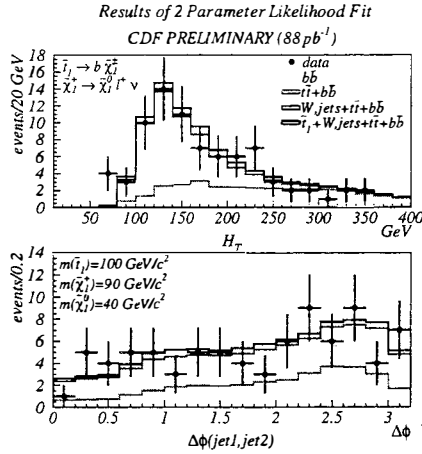 Results of 2 Parameter Likelihood Fit
CDF PRELIMINARY (88 pb⁻¹)
events/20 GeV
18
16
14
12
10
8
6
4
2
0
t̃₁ → b χ̃₁⁺
χ̃₁⁺ → χ̃₁⁰ l⁺ ν
data
bb̄
tt̄+bb̄
W,jets+tt̄+bb̄
t̃₁+W,jets+tt̄+bb̄
0 50 100 150 200 250 300 350 400
H_T
GeV
events/0.2
14
12
10
8
6
4
2
0
m(t̃₁)=100 GeV/c²
m(χ̃₁⁺)=90 GeV/c²
m(χ̃₁⁰)=40 GeV/c²
0 0.5 1 1.5 2 2.5 3
Δϕ(jet1,jet2)
Δϕ